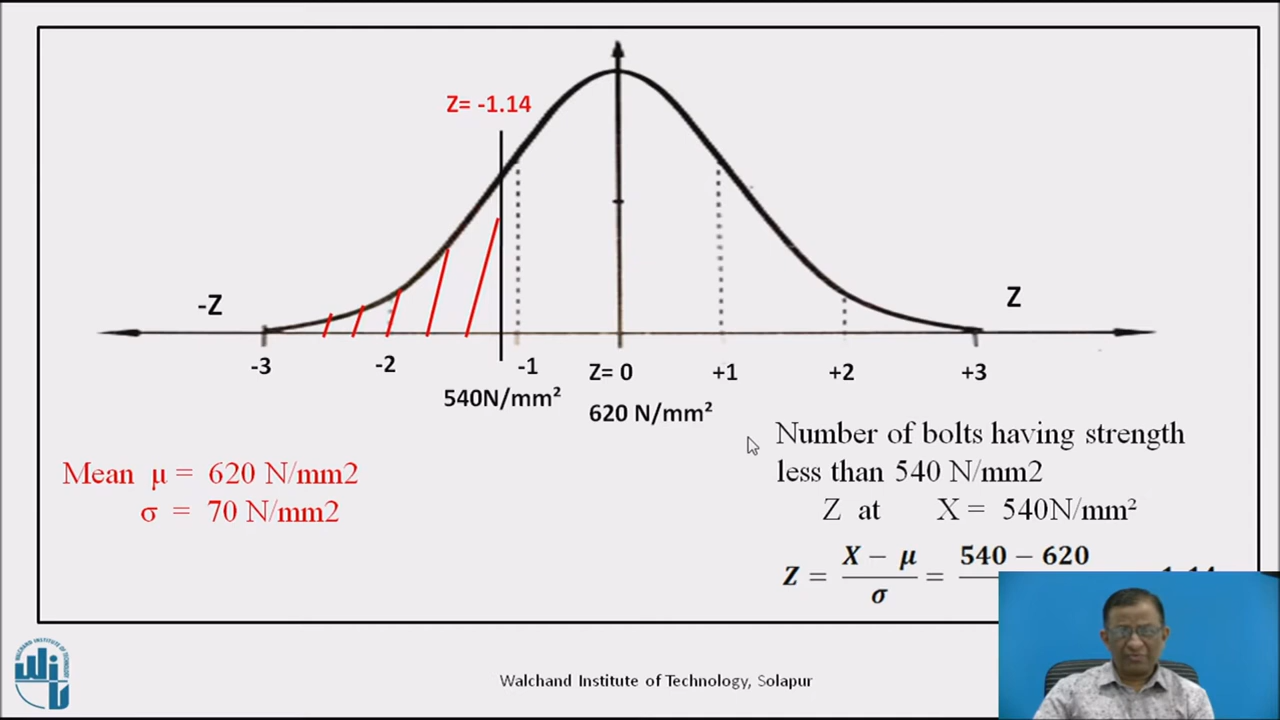 Z= -1.14
-Z
Z
-3
-2
-1
Z= 0
+1
+2
+3
540N/mm²
620 N/mm²
Mean μ = 620 N/mm2
σ = 70 N/mm2
Number of bolts having strength
less than 540 N/mm2
Z at X = 540N/mm²
Z = X − μ / σ = 540 − 620
Walchand Institute of Technology, Solapur